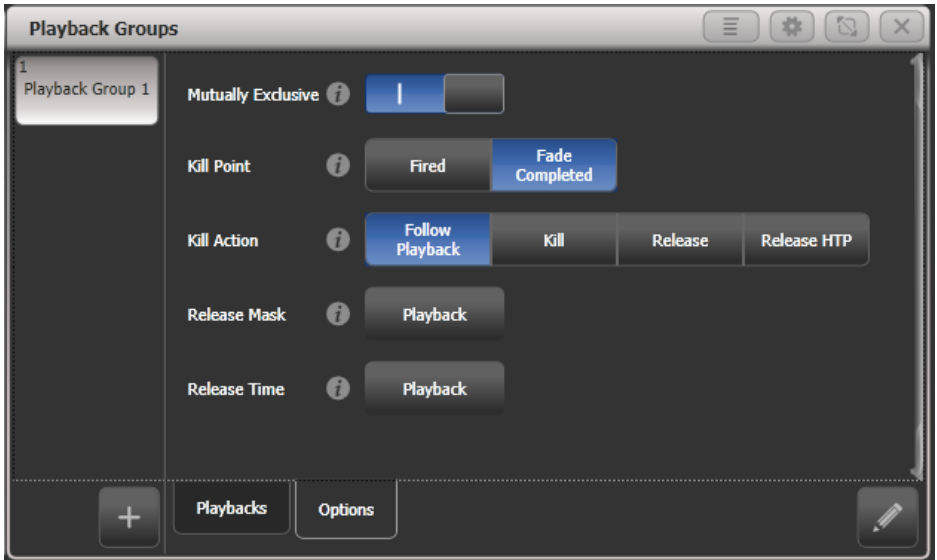 Playback Groups
1
Playback Group 1
Mutually Exclusive i
Kill Point i Fired Fade
Completed
Kill Action i Follow
Playback Kill Release Release HTP
Release Mask i Playback
Release Time i Playback
+ Playbacks Options